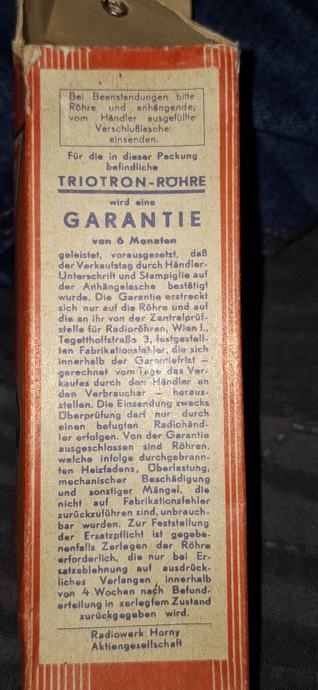 Bei Beanstandungen bitte
Röhre und anhängende,
vom Händler ausgefüllte
Verschlußlasche
einsenden.
Für die in dieser Packung
befindliche
TRIOTRON-RÖHRE
wird eine
GARANTIE
von 6 Monaten
geleistet, vorausgesetzt, daß
der Verkaufstag durch Händler-
Unterschrift und Stampiglie auf
der Anhängelasche bestätigt
wurde. Die Garantie erstreckt
sich nur auf die Röhre und auf
die an ihr von der Zentralprüf-
stelle für Radioröhren, Wien I.,
Tegetthoffstraße 3, festgestell-
ten Fabrikationsfehler, die sich
innerhalb der Garantiefrist –
gerechnet vom Tage des Ver-
kaufes durch den Händler an
den Verbraucher – heraus-
stellen. Die Einsendung zwecks
Überprüfung darf nur durch
einen befugten Radiohänd-
ler erfolgen. Von der Garantie
ausgeschlossen sind Röhren,
welche infolge durchgebrann-
ten Heizfadens, Überlastung,
mechanischer Beschädigung
und sonstiger Mängel, die
nicht auf Fabrikationsfehler
zurückzuführen sind, unbrauch-
bar wurden. Zur Feststellung
der Ersatzpflicht ist gegebe-
nenfalls Zerlegen der Röhre
erforderlich, die nur bei Er-
satzablehnung auf ausdrück-
liches Verlangen innerhalb
von 4 Wochen nach Befund-
erteilung in zerlegtem Zustand
zurückgegeben wird.
Radiowerk Horny
Aktiengesellschaft